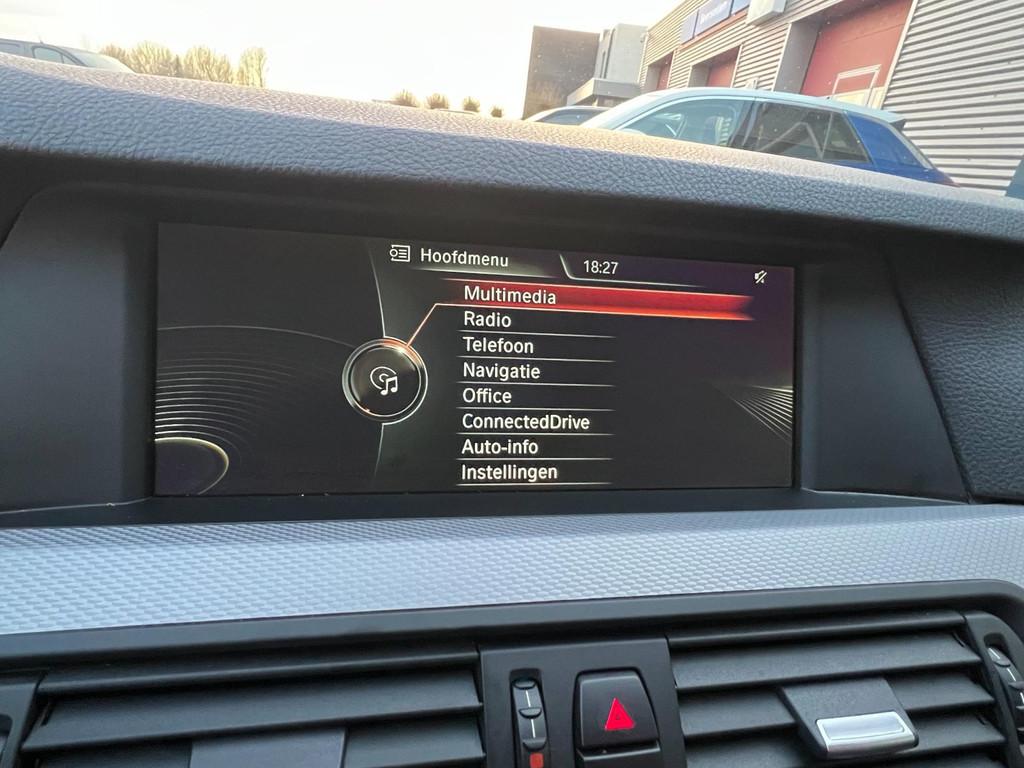 Hoofdmenu
18:27
Multimedia
Radio
Telefoon
Navigatie
Office
ConnectedDrive
Auto-info
Instellingen